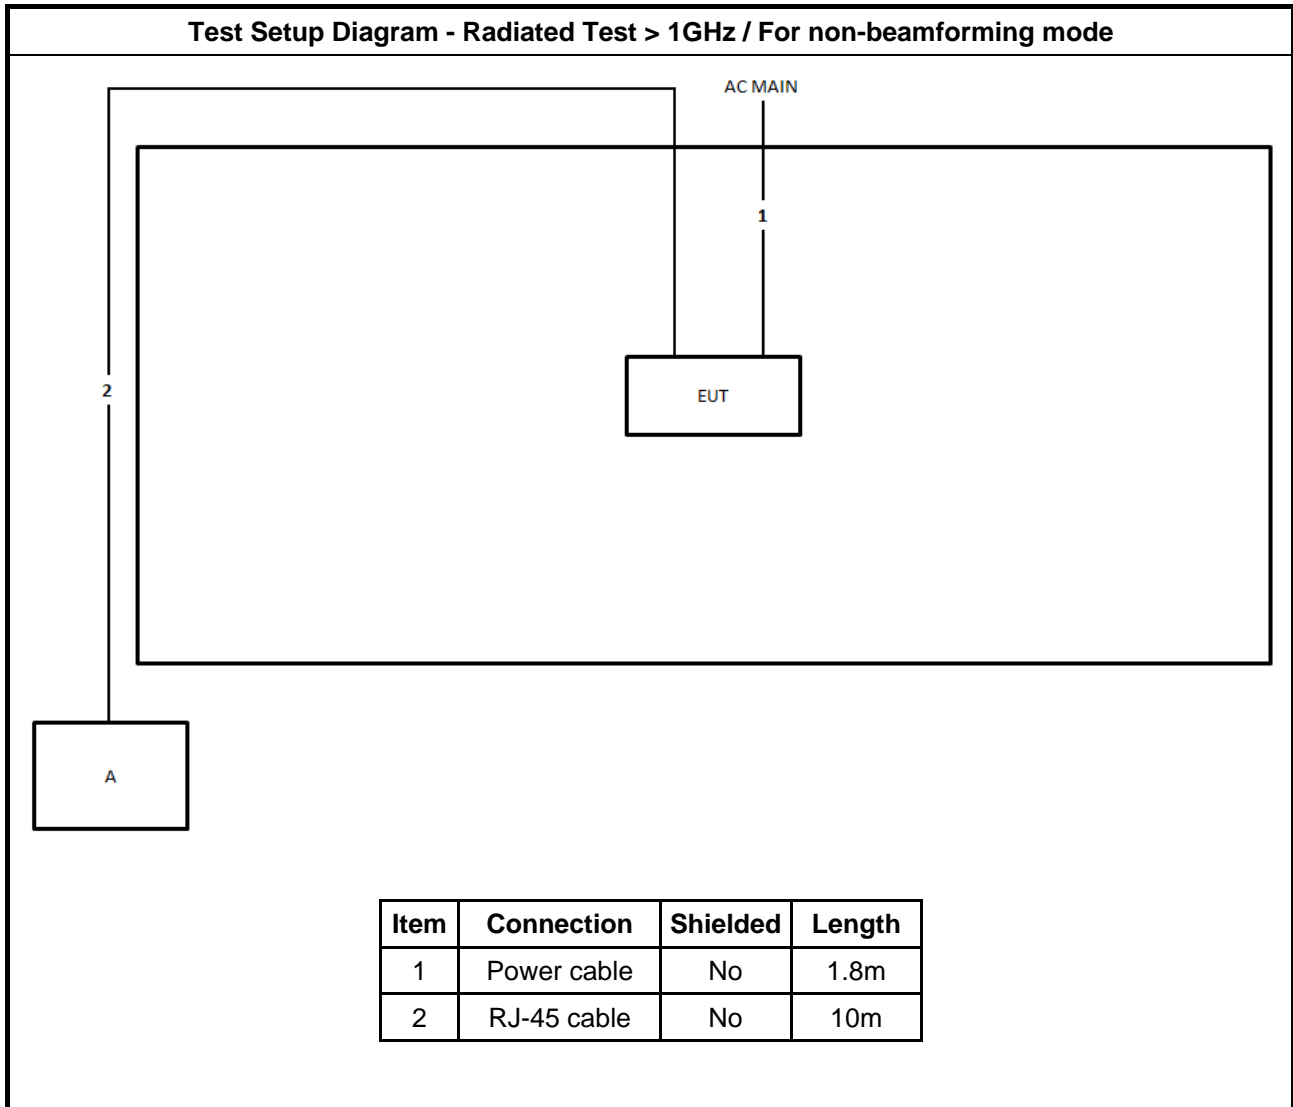 Test Setup Diagram - Radiated Test > 1GHz / For non-beamforming mode
AC MAIN
1
2
EUT
A
Item Connection Shielded Length
1 Power cable No 1.8m
2 RJ-45 cable No 10m